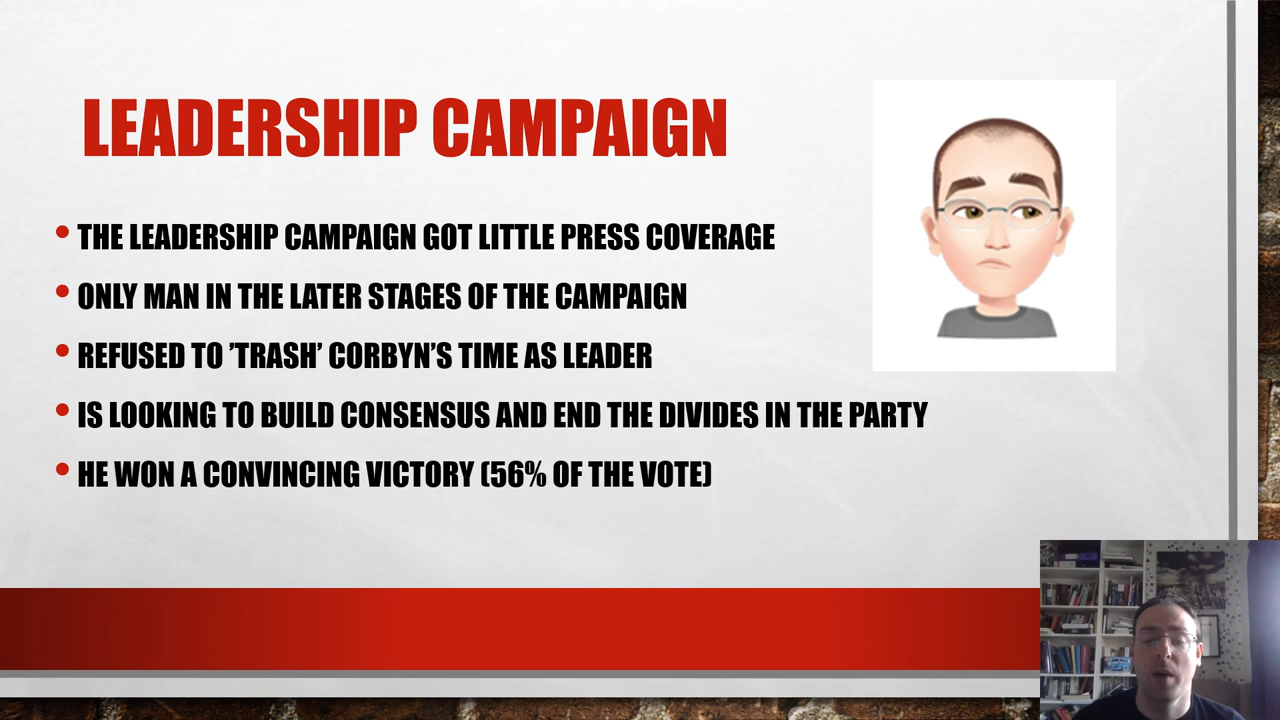 LEADERSHIP CAMPAIGN
• THE LEADERSHIP CAMPAIGN GOT LITTLE PRESS COVERAGE
• ONLY MAN IN THE LATER STAGES OF THE CAMPAIGN
• REFUSED TO ’TRASH’ CORBYN’S TIME AS LEADER
• IS LOOKING TO BUILD CONSENSUS AND END THE DIVIDES IN THE PARTY
• HE WON A CONVINCING VICTORY (56% OF THE VOTE)